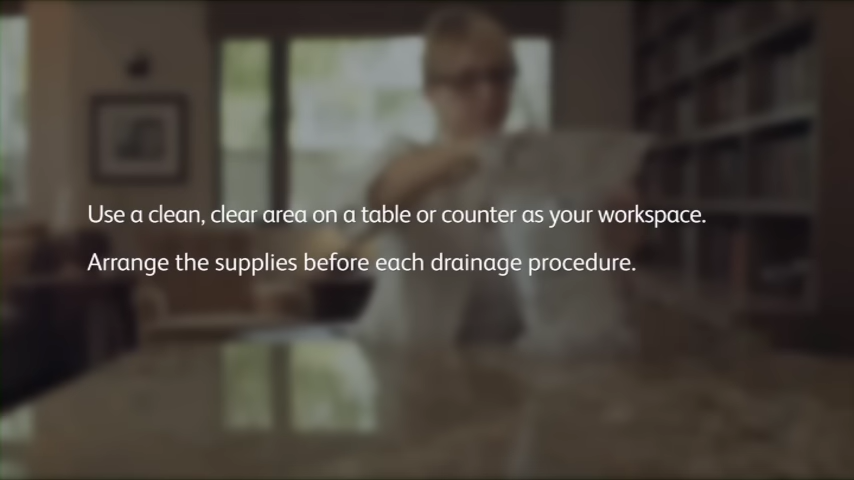 Use a clean, clear area on a table or counter as your workspace.
Arrange the supplies before each drainage procedure.